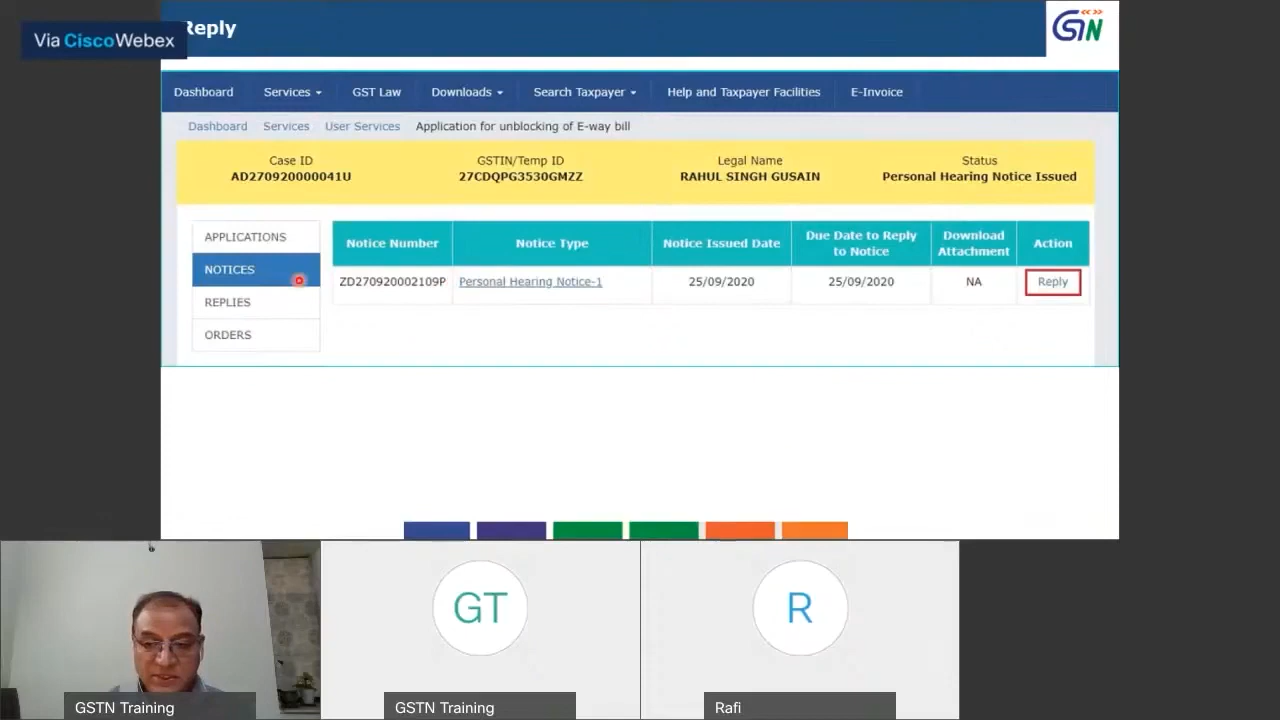 Reply
Via CiscoWebex
GSTN
Dashboard Services GST Law Downloads Search Taxpayer Help and Taxpayer Facilities E-Invoice
Dashboard Services User Services Application for unblocking of E-way bill
Case ID GSTIN/Temp ID Legal Name Status
AD270920000041U 27CDQPG3530GMZZ RAHUL SINGH GUSAIN Personal Hearing Notice Issued
APPLICATIONS
NOTICES
REPLIES
ORDERS
Notice Number Notice Type Notice Issued Date Due Date to Reply to Notice Download Attachment Action
ZD270920002109P Personal Hearing Notice-1 25/09/2020 25/09/2020 NA Reply
GT
R
GSTN Training
GSTN Training
Rafi